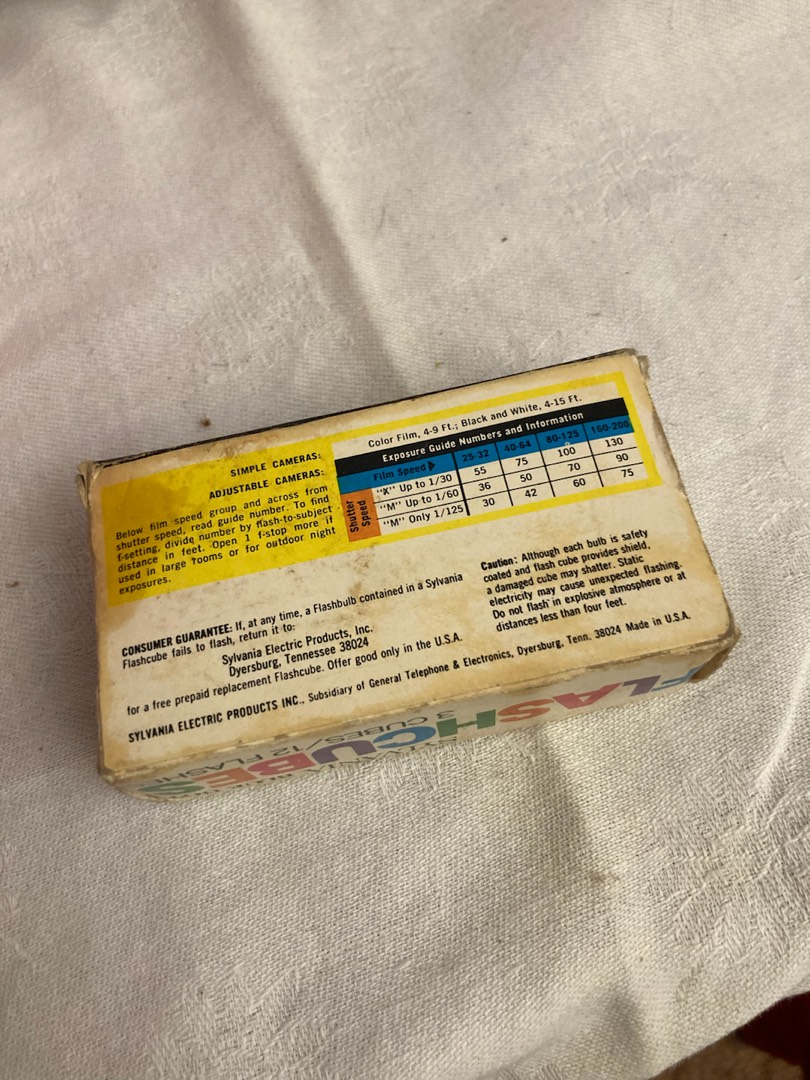 SIMPLE CAMERAS: Color Film, 4-9 Ft.; Black and White, 4-15 Ft.
ADJUSTABLE CAMERAS:
Below film speed group and across from
shutter speed, read guide number. To find
f-setting, divide number by flash-to-subject
distance in feet. Open 1 f-stop more if
used in large rooms or for outdoor night
exposures.
Exposure Guide Numbers and Information
Film Speed 25-32 40-64 80-125 160-200
Shutter Speed
"X" Up to 1/30 55 75 100 130
"M" Up to 1/60 36 50 70 90
"M" Only 1/125 30 42 60 75
CONSUMER GUARANTEE: If, at any time, a Flashbulb contained in a Sylvania
Flashcube fails to flash, return it to:
Sylvania Electric Products, Inc.
Dyersburg, Tennessee 38024
for a free prepaid replacement Flashcube. Offer good only in the U.S.A.
Caution: Although each bulb is safety
coated and flash cube provides shield,
a damaged cube may shatter. Static
electricity may cause unexpected flashing.
Do not flash in explosive atmosphere or at
distances less than four feet.
SYLVANIA ELECTRIC PRODUCTS INC., Subsidiary of General Telephone & Electronics, Dyersburg, Tenn. 38024 Made in U.S.A.
FLASHCUBES
3 CUBES/12
SYLVANIA